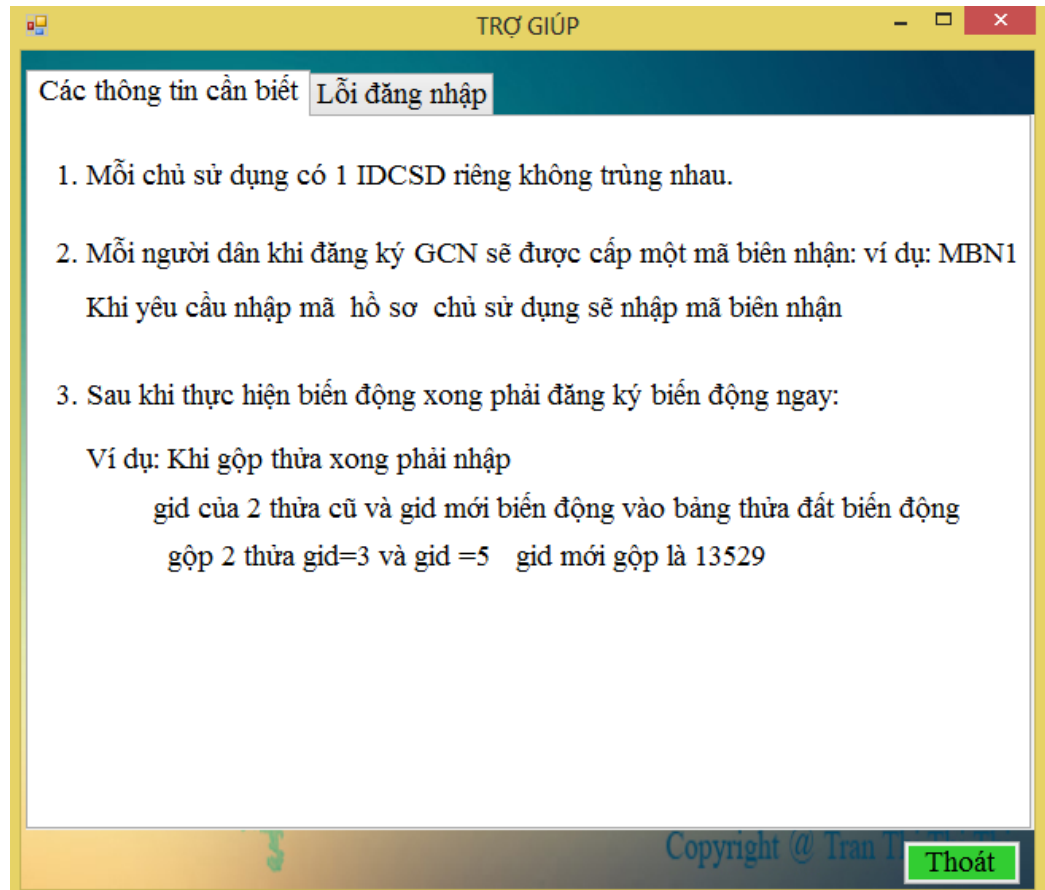 TRỢ GIÚP
Các thông tin cần biết
Lỗi đăng nhập
1. Mỗi chủ sử dụng có 1 IDCSD riêng không trùng nhau.
2. Mỗi người dân khi đăng ký GCN sẽ được cấp một mã biên nhận: ví dụ: MBN1
Khi yêu cầu nhập mã hồ sơ chủ sử dụng sẽ nhập mã biên nhận
3. Sau khi thực hiện biến động xong phải đăng ký biến động ngay:
Ví dụ: Khi gộp thửa xong phải nhập
gid của 2 thửa cũ và gid mới biến động vào bảng thửa đất biến động
gộp 2 thửa gid=3 và gid =5 gid mới gộp là 13529
Copyright @ Tran
Thoát